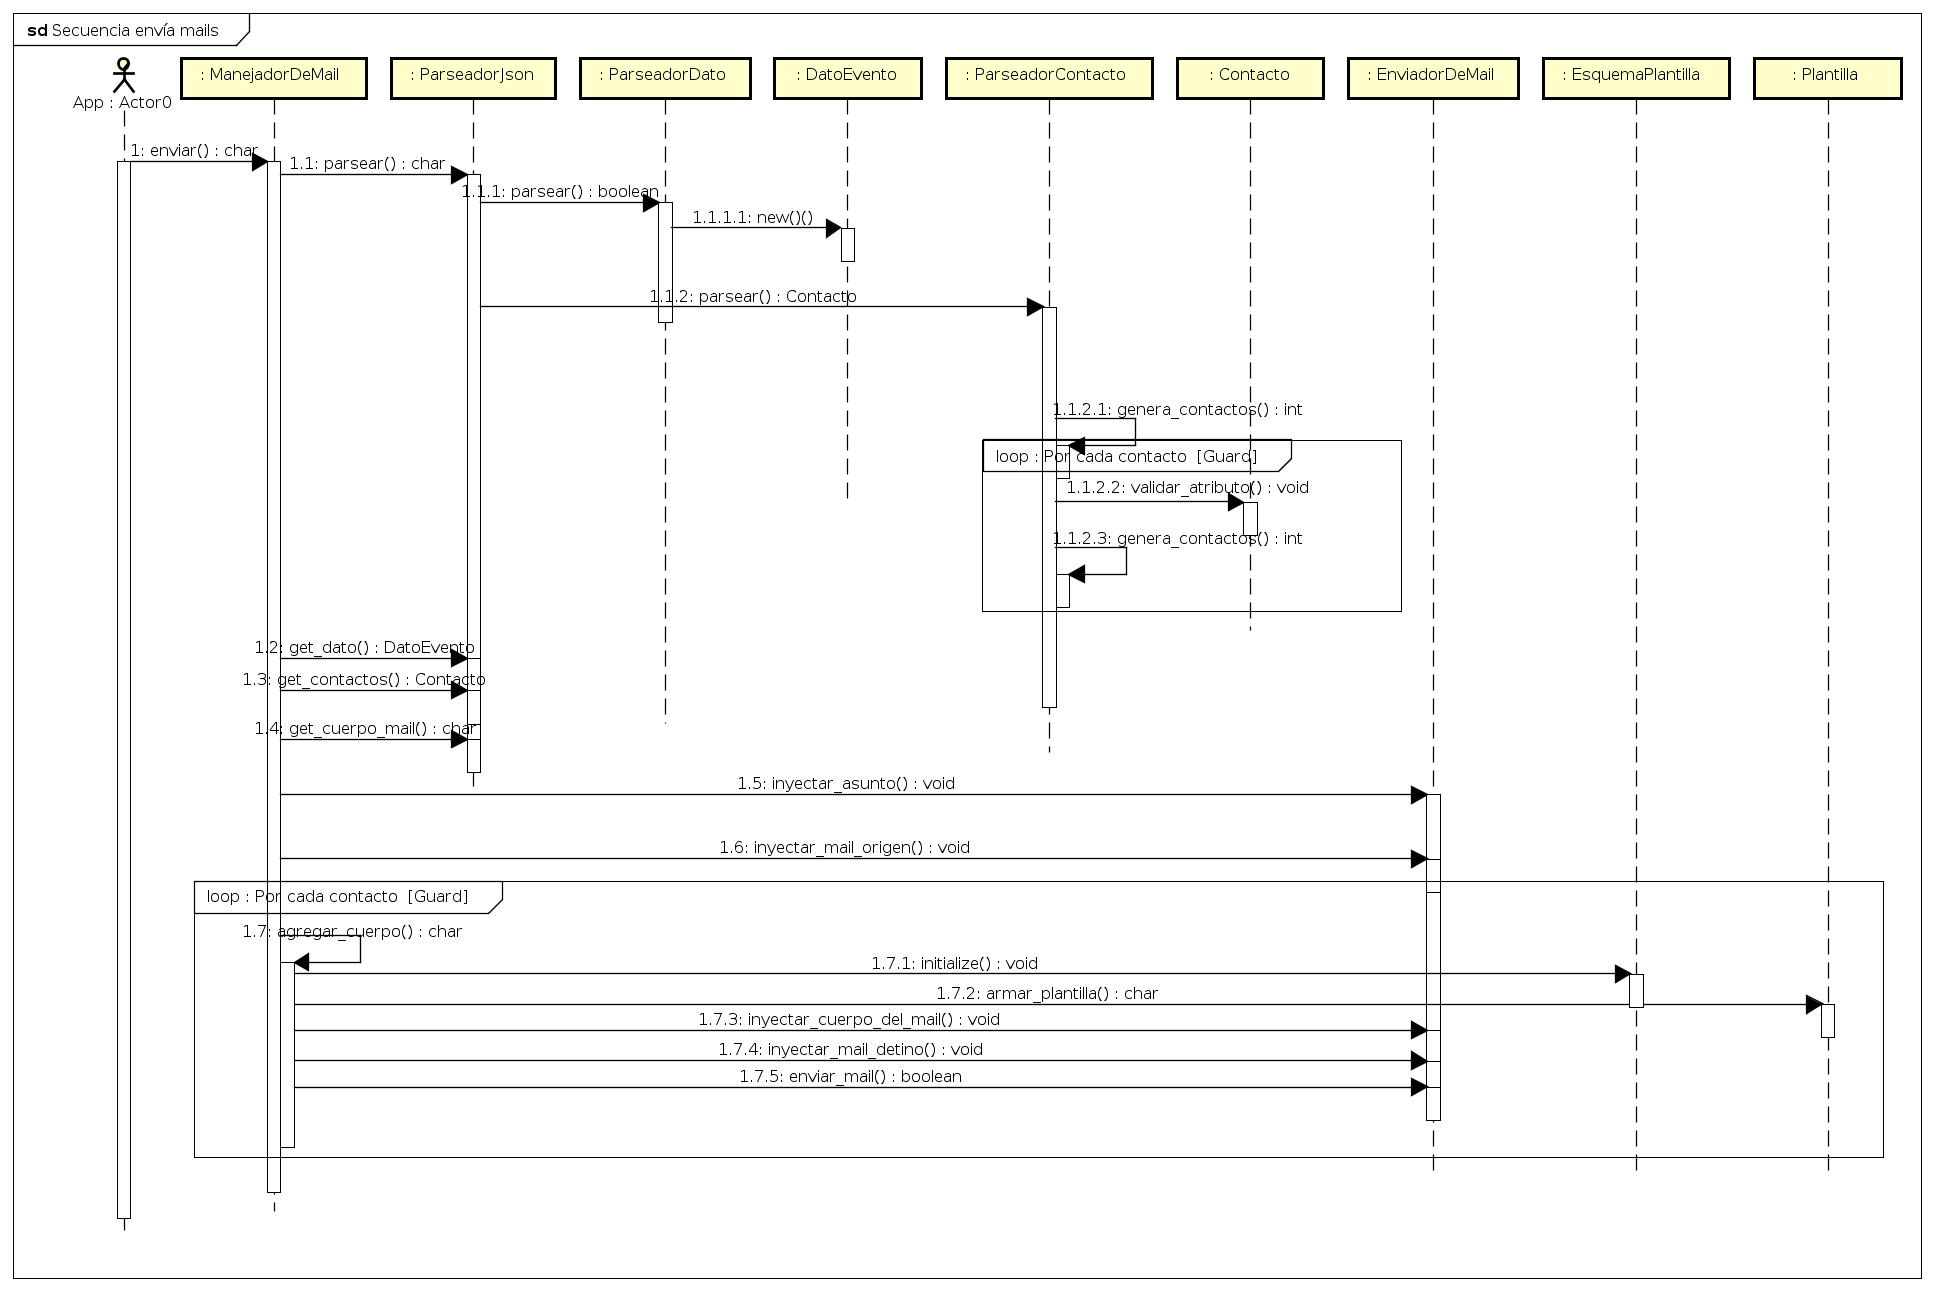 sd Secuencia envía mails
App : Actor0
: ManejadorDeMail
: ParseadorJson
: ParseadorDato
: DatoEvento
: ParseadorContacto
: Contacto
: EnviadorDeMail
: EsquemaPlantilla
: Plantilla
1: enviar() : char
1.1: parsear() : char
1.1.1: parsear() : boolean
1.1.1.1: new()()
1.1.2: parsear() : Contacto
1.1.2.1: genera_contactos() : int
loop : Por cada contacto [Guard]
1.1.2.2: validar_atributo() : void
1.1.2.3: genera_contactos() : int
1.2: get_dato() : DatoEvento
1.3: get_contactos() : Contacto
1.4: get_cuerpo_mail() : char
1.5: inyectar_asunto() : void
1.6: inyectar_mail_origen() : void
loop : Por cada contacto [Guard]
1.7: agregar_cuerpo() : char
1.7.1: initialize() : void
1.7.2: armar_plantilla() : char
1.7.3: inyectar_cuerpo_del_mail() : void
1.7.4: inyectar_mail_detino() : void
1.7.5: enviar_mail() : boolean